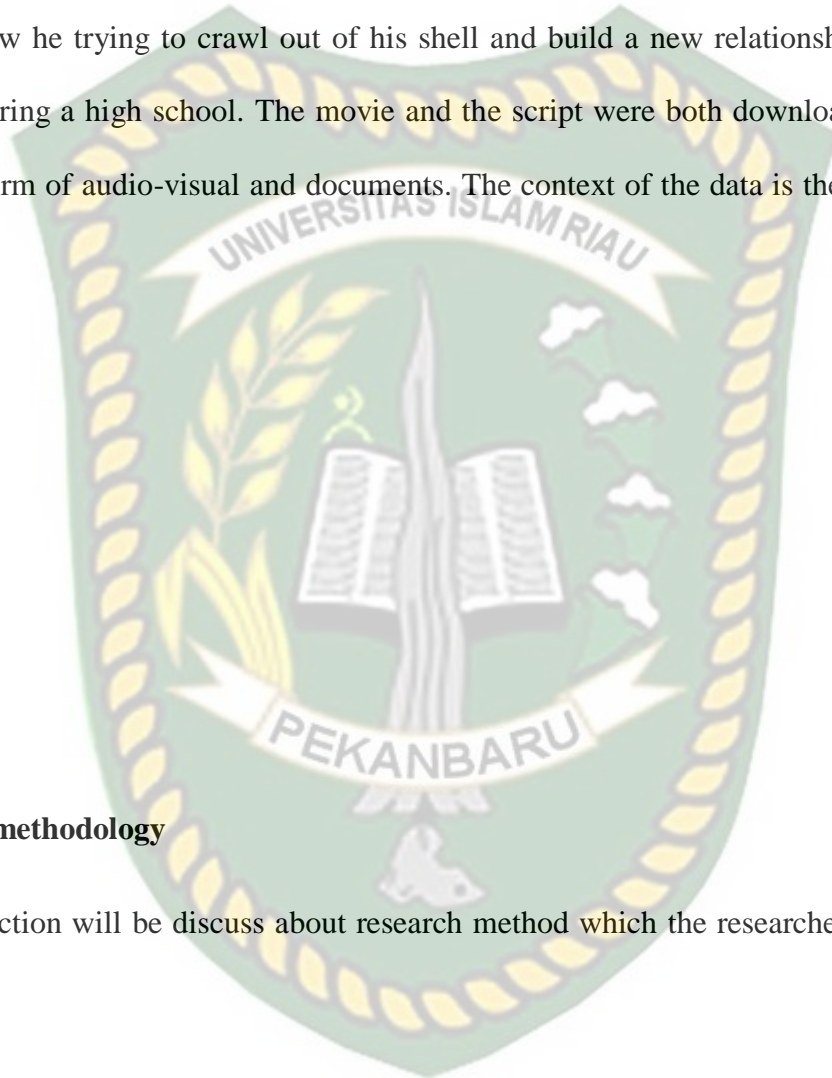 w he trying to crawl out of his shell and build a new relationsh
ring a high school. The movie and the script were both downloa
rm of audio-visual and documents. The context of the data is the
UNIVERSITAS ISLAM RIAU
PEKANBARU
methodology
ction will be discuss about research method which the researche